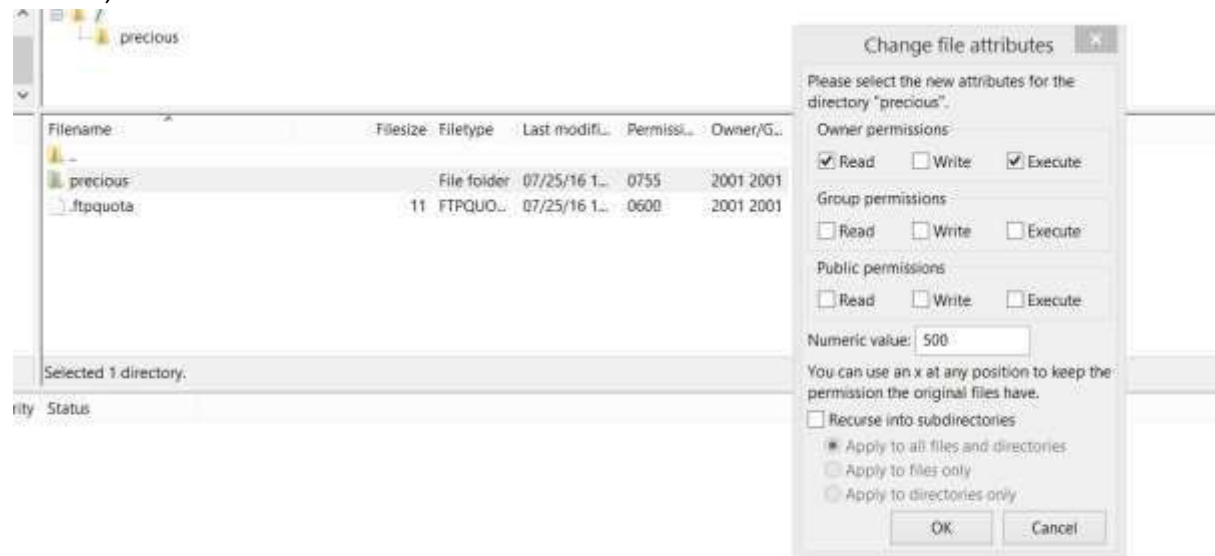 /
precious
Change file attributes
Please select the new attributes for the
directory "precious".
Filename Filesize Filetype Last modifi... Permissi... Owner/G...
..
precious File folder 07/25/16 1... 0755 2001 2001
.ftpquota 11 FTPQUO... 07/25/16 1... 0600 2001 2001
Selected 1 directory.
rity Status
Owner permissions
Read Write Execute
Group permissions
Read Write Execute
Public permissions
Read Write Execute
Numeric value: 500
You can use an x at any position to keep the
permission the original files have.
Recurse into subdirectories
Apply to all files and directories
Apply to files only
Apply to directories only
OK Cancel